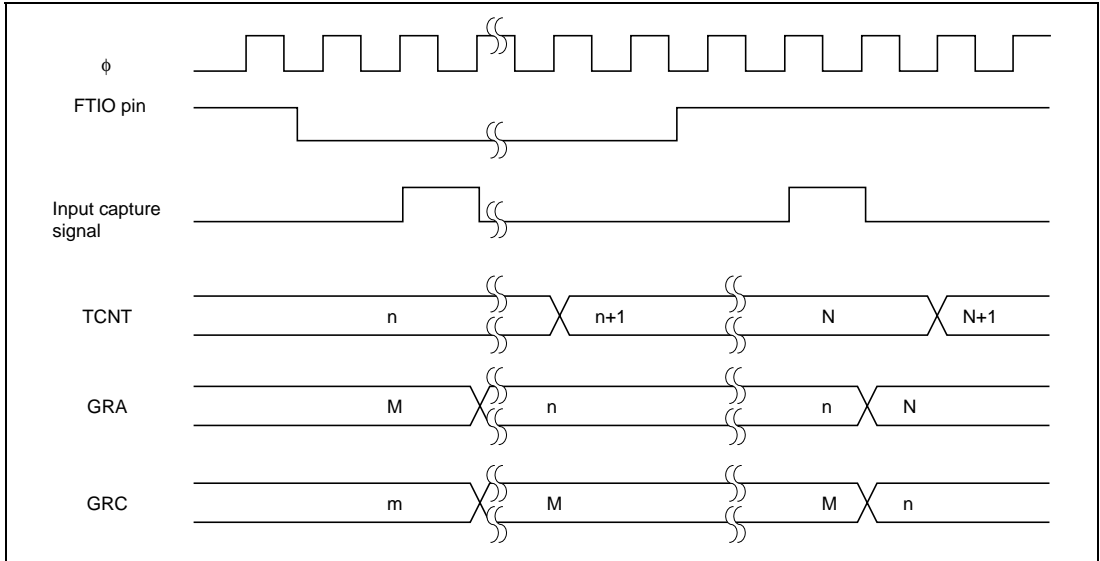 ϕ
FTIO pin
Input capture
signal
TCNT n n+1 N N+1
GRA M n n N
GRC m M M n